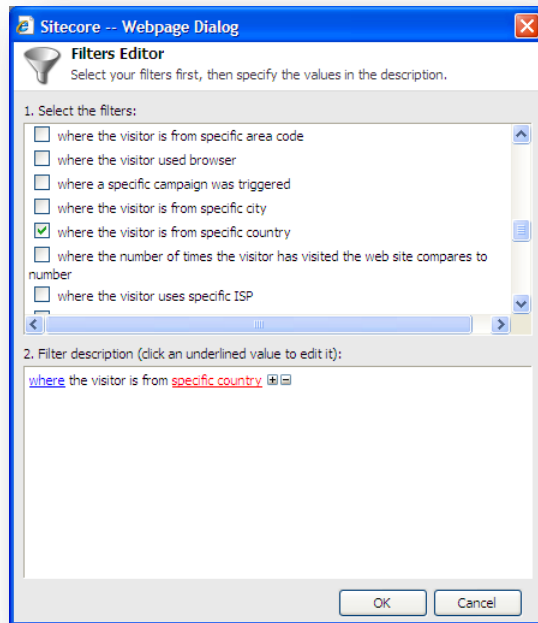 Sitecore -- Webpage Dialog
Filters Editor
Select your filters first, then specify the values in the description.
1. Select the filters:
where the visitor is from specific area code
where the visitor used browser
where a specific campaign was triggered
where the visitor is from specific city
where the visitor is from specific country
where the number of times the visitor has visited the web site compares to
number
where the visitor uses specific ISP
2. Filter description (click an underlined value to edit it):
where the visitor is from specific country
OK Cancel